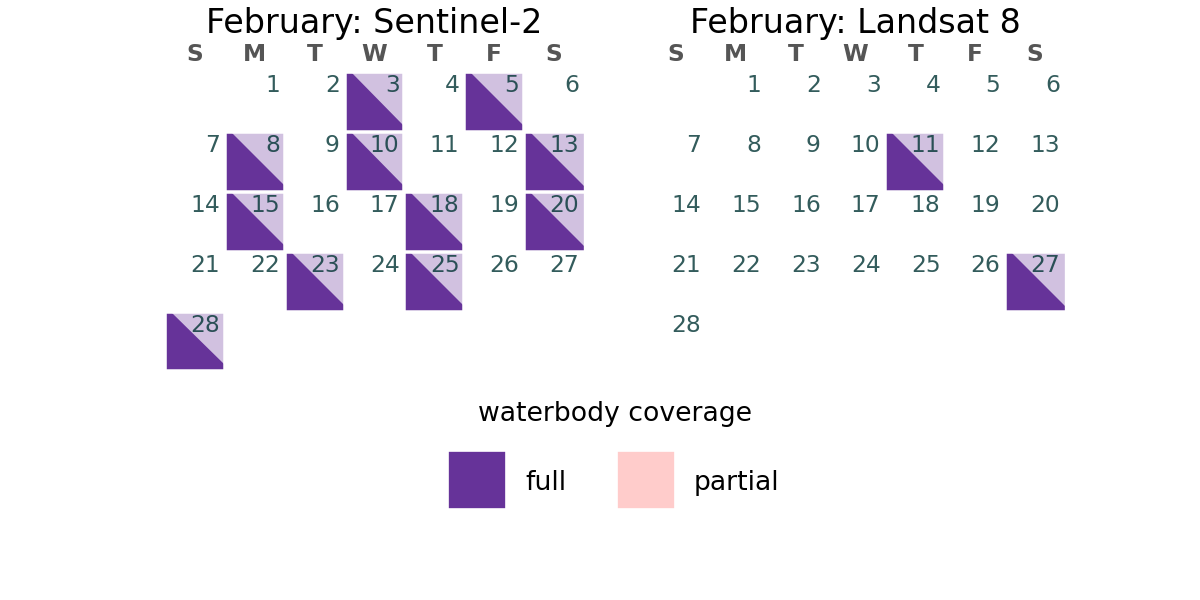 February: Sentinel-2
S M T W T F S
1 2 3 4 5 6
7 8 9 10 11 12 13
14 15 16 17 18 19 20
21 22 23 24 25 26 27
28
February: Landsat 8
S M T W T F S
1 2 3 4 5 6
7 8 9 10 11 12 13
14 15 16 17 18 19 20
21 22 23 24 25 26 27
28
waterbody coverage
full partial